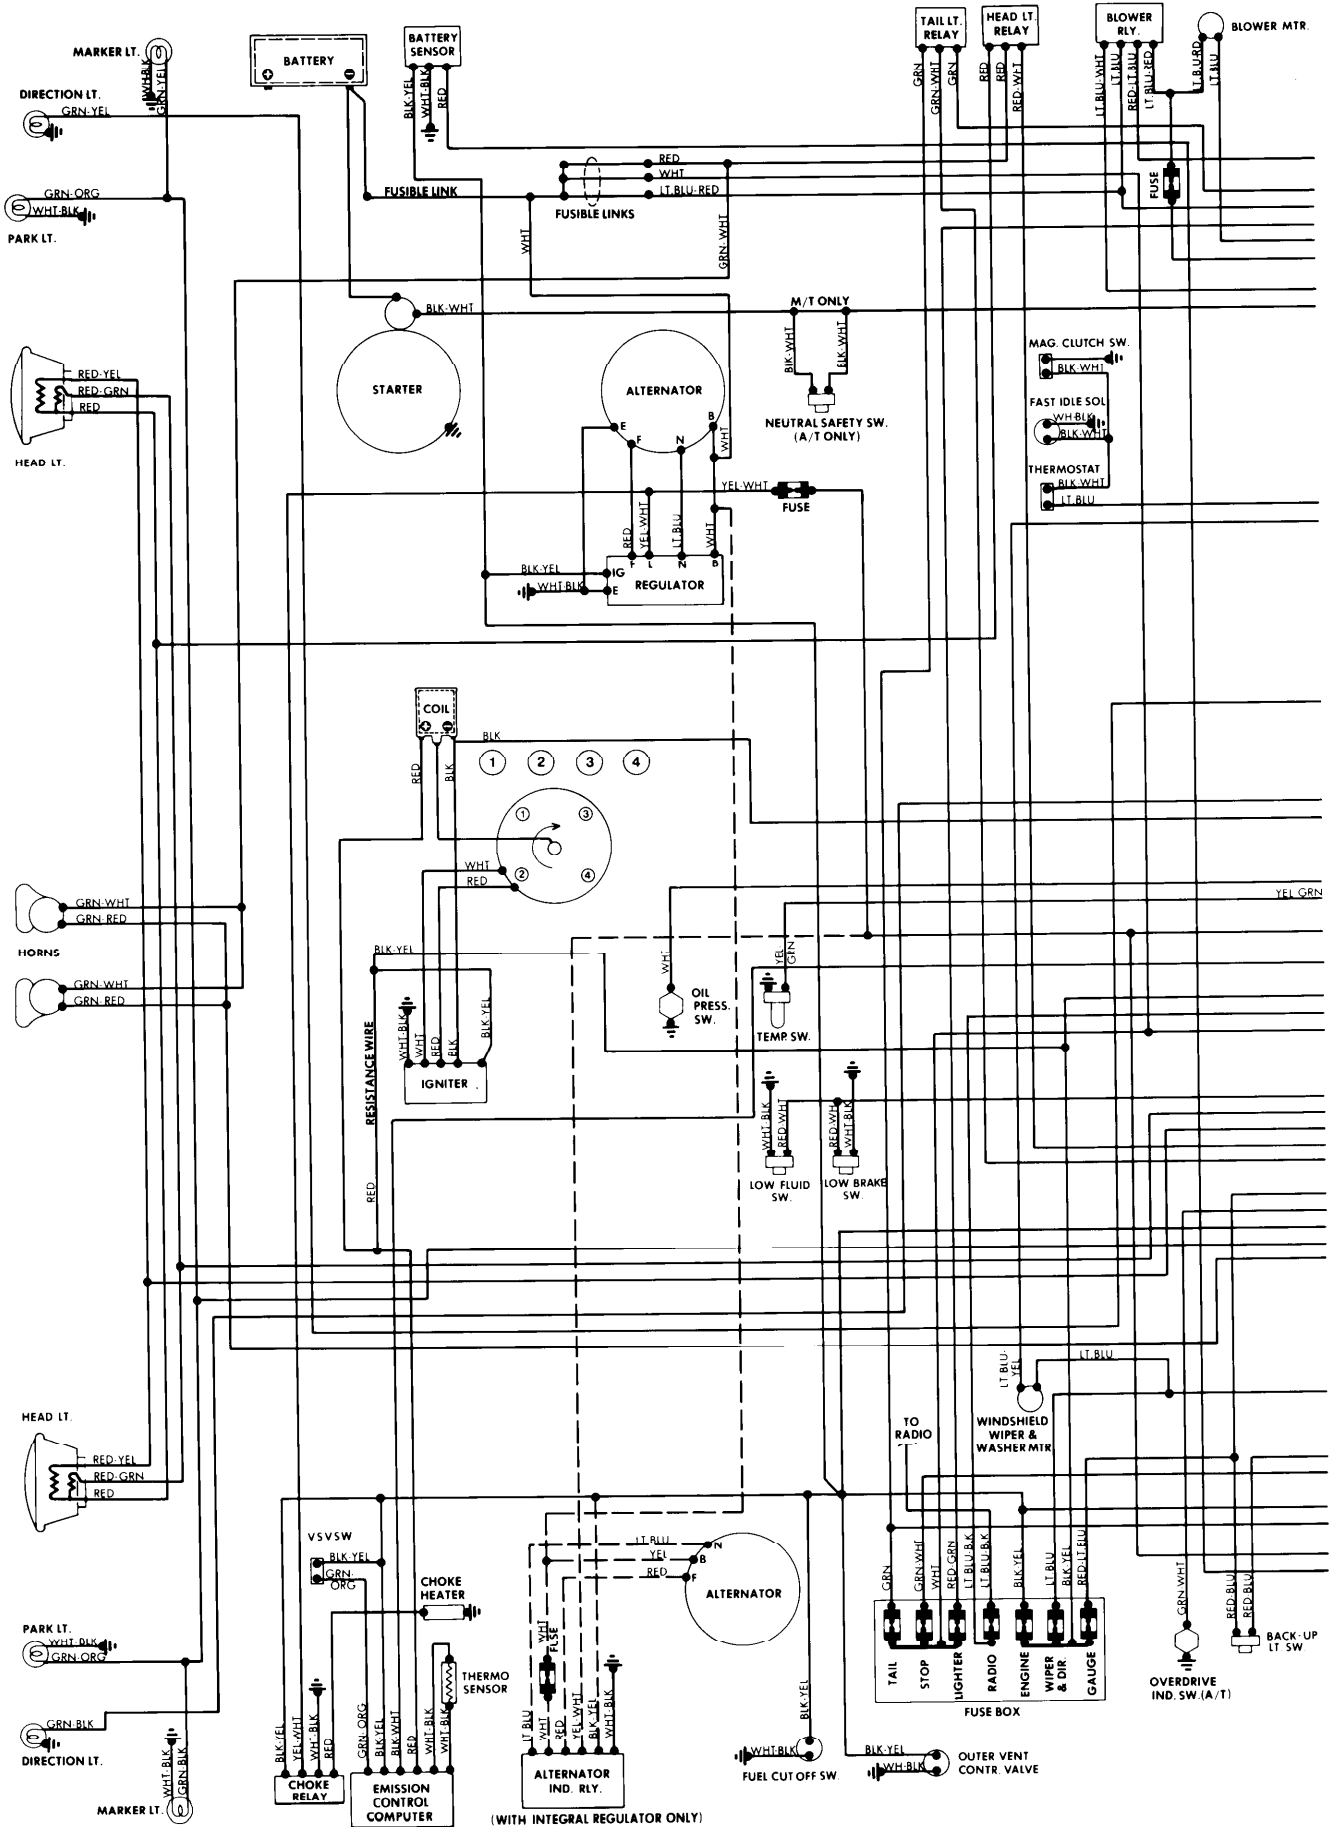 MARKER LT.
WH-BLK
GRN-YEL
DIRECTION LT.
GRN-YEL
GRN-ORG
WHT-BLK
PARK LT.
BATTERY
BATTERY
SENSOR
BLK-YEL
WHT-BLK
RED
TAIL LT.
RELAY
GRN
GRN-WHT
GRN
HEAD LT.
RELAY
RED
RED
RED-WHT
BLOWER
RLY.
LT.BLU-WHT
LT.BLU
RED-LT.BLU
LT.BLU-RED
BLOWER MTR.
LT.BLU-RD
LT.BLU
FUSE
FUSIBLE LINK
RED
WHT
LT.BLU-RED
FUSIBLE LINKS
WHT
GRN-WHT
BLK-WHT
STARTER
ALTERNATOR
E
F
N
B
WHT
M/T ONLY
BLK-WHT
BLK-WHT
NEUTRAL SAFETY SW.
(A/T ONLY)
MAG. CLUTCH SW.
BLK-WHT
FAST IDLE SOL
WH-BLK
BLK-WHT
THERMOSTAT
BLK-WHT
LT.BLU
RED-YEL
RED-GRN
RED
HEAD LT.
YEL-WHT
FUSE
RED
YEL-WHT
LT.BLU
WHT
F L N B
BLK-YEL
IG
WHT-BLK
E
REGULATOR
COIL
RED
BLK
BLK
1 2 3 4
1
3
2
4
WHT
RED
GRN-WHT
GRN-RED
HORNS
GRN-WHT
GRN-RED
YEL GRN
BLK-YEL
RESISTANCE WIRE
WHT-BLK
WHT
RED
BLK
BLK-YEL
IGNITER
WHT
OIL
PRESS.
SW.
YEL-
GRN
TEMP. SW.
WHT-BLK
RED-WHT
LOW FLUID
SW.
RED-WH
WHT-BLK
LOW BRAKE
SW.
RED
LT BLU-
YEL
LT.BLU
WINDSHIELD
WIPER &
WASHER MTR
TO
RADIO
HEAD LT.
RED-YEL
RED-GRN
RED
VSVSW
BLK-YEL
GRN-
ORG
CHOKE
HEATER
THERMO
SENSOR
LT BLU
YEL
RED
N
B
F
ALTERNATOR
WHT
FUSE
GRN
GRN-WHT
WHT
RED-GRN
LT BLU-B.K
LT BLU-B.K
BLK-YEL
LT.BLU
BLK-YEL
RED-LT.BLU
TAIL
STOP
LIGHTER
RADIO
ENGINE
WIPER
& DIR.
GAUGE
FUSE BOX
GRN WHT
OVERDRIVE
IND. SW.(A/T)
RED-BLU
RED-BLU
BACK-UP
LT SW
PARK LT.
WHT-BLK
GRN-ORG
GRN-BLK
DIRECTION LT.
WHT-BLK
GRN-BLK
MARKER LT.
BLK-YEL
YEL-WHT
WHT-BLK
RED
CHOKE
RELAY
GRN-ORG
BLK-YEL
BLK-WHT
RED
WHT-BLK
WHT-BLK
EMISSION
CONTROL
COMPUTER
LT BLU
WHT
RED
YEL-WHT
BLK-YEL
WHT-BLK
ALTERNATOR
IND. RLY.
(WITH INTEGRAL REGULATOR ONLY)
BLK-YEL
WHT-BLK
FUEL CUT OFF SW.
BLK-YEL
WH-BLK
OUTER VENT
CONTR. VALVE